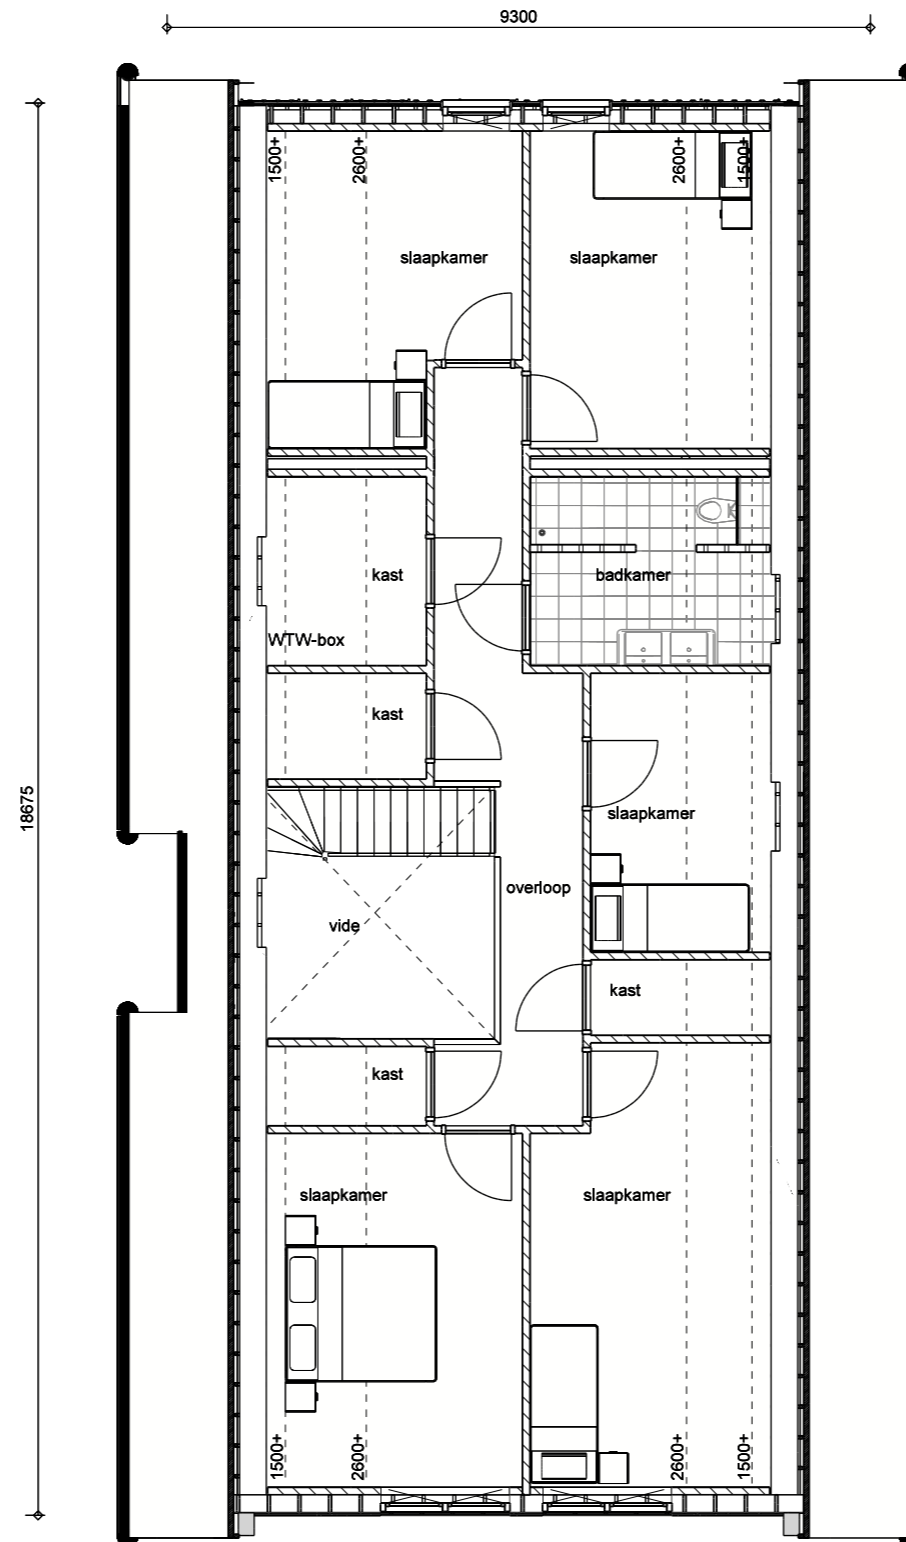 9300
1500+
2600+
2600+
1500+
slaapkamer
slaapkamer
kast
badkamer
WTW-box
kast
18675
slaapkamer
overloop
vide
kast
kast
slaapkamer
slaapkamer
1500+
2600+
2600+
1500+